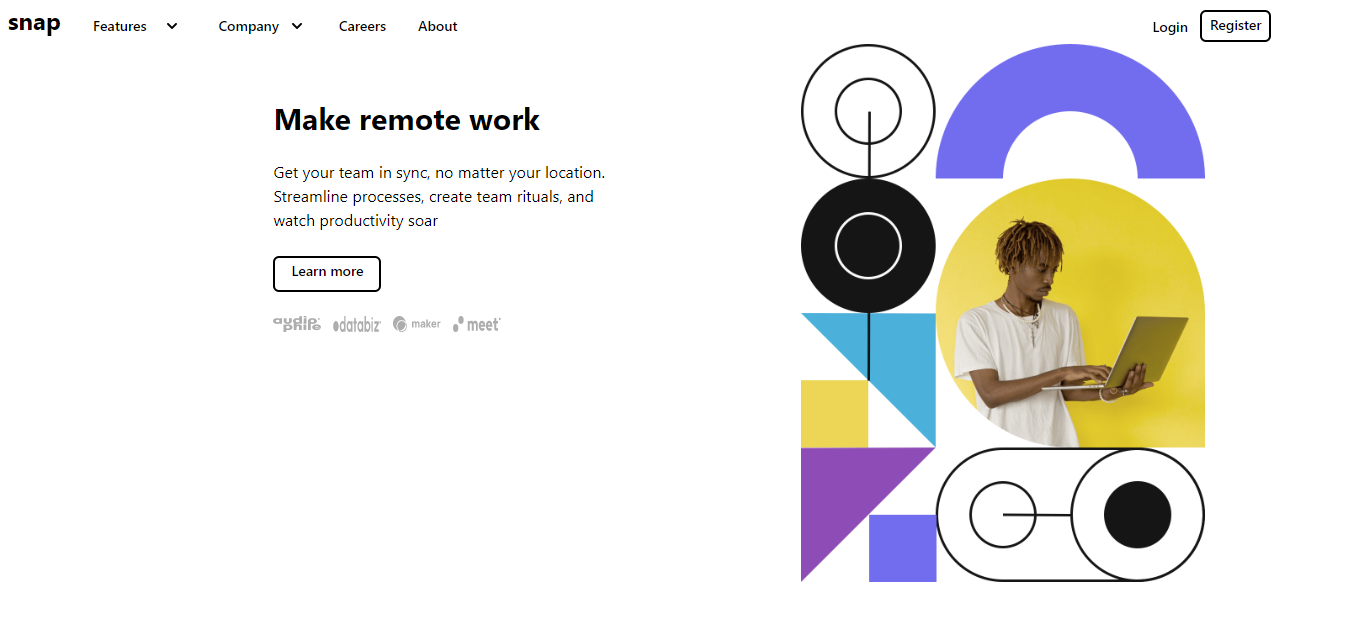 snap
Features
Company
Careers
About
Login
Register
Make remote work
Get your team in sync, no matter your location.
Streamline processes, create team rituals, and
watch productivity soar
Learn more
audiophile
databiz
maker
meet